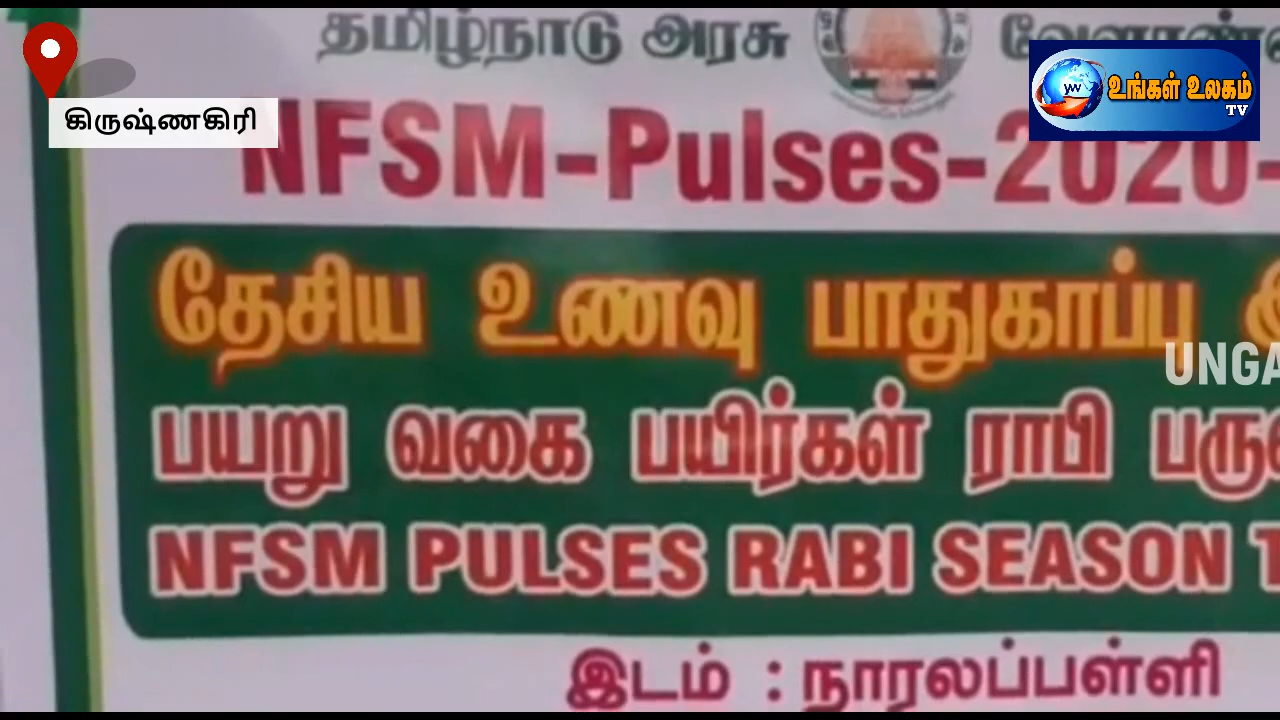 தமிழ்நாடு அரசு
உங்கள் உலகம்
TV
கிருஷ்ணகிரி
NFSM-Pulses-2020-
தேசிய உணவு பாதுகாப்பு
UNGA
பயறு வகை பயிர்கள் ராபி
NFSM PULSES RABI SEASON
இடம் : நாரலப்பள்ளி